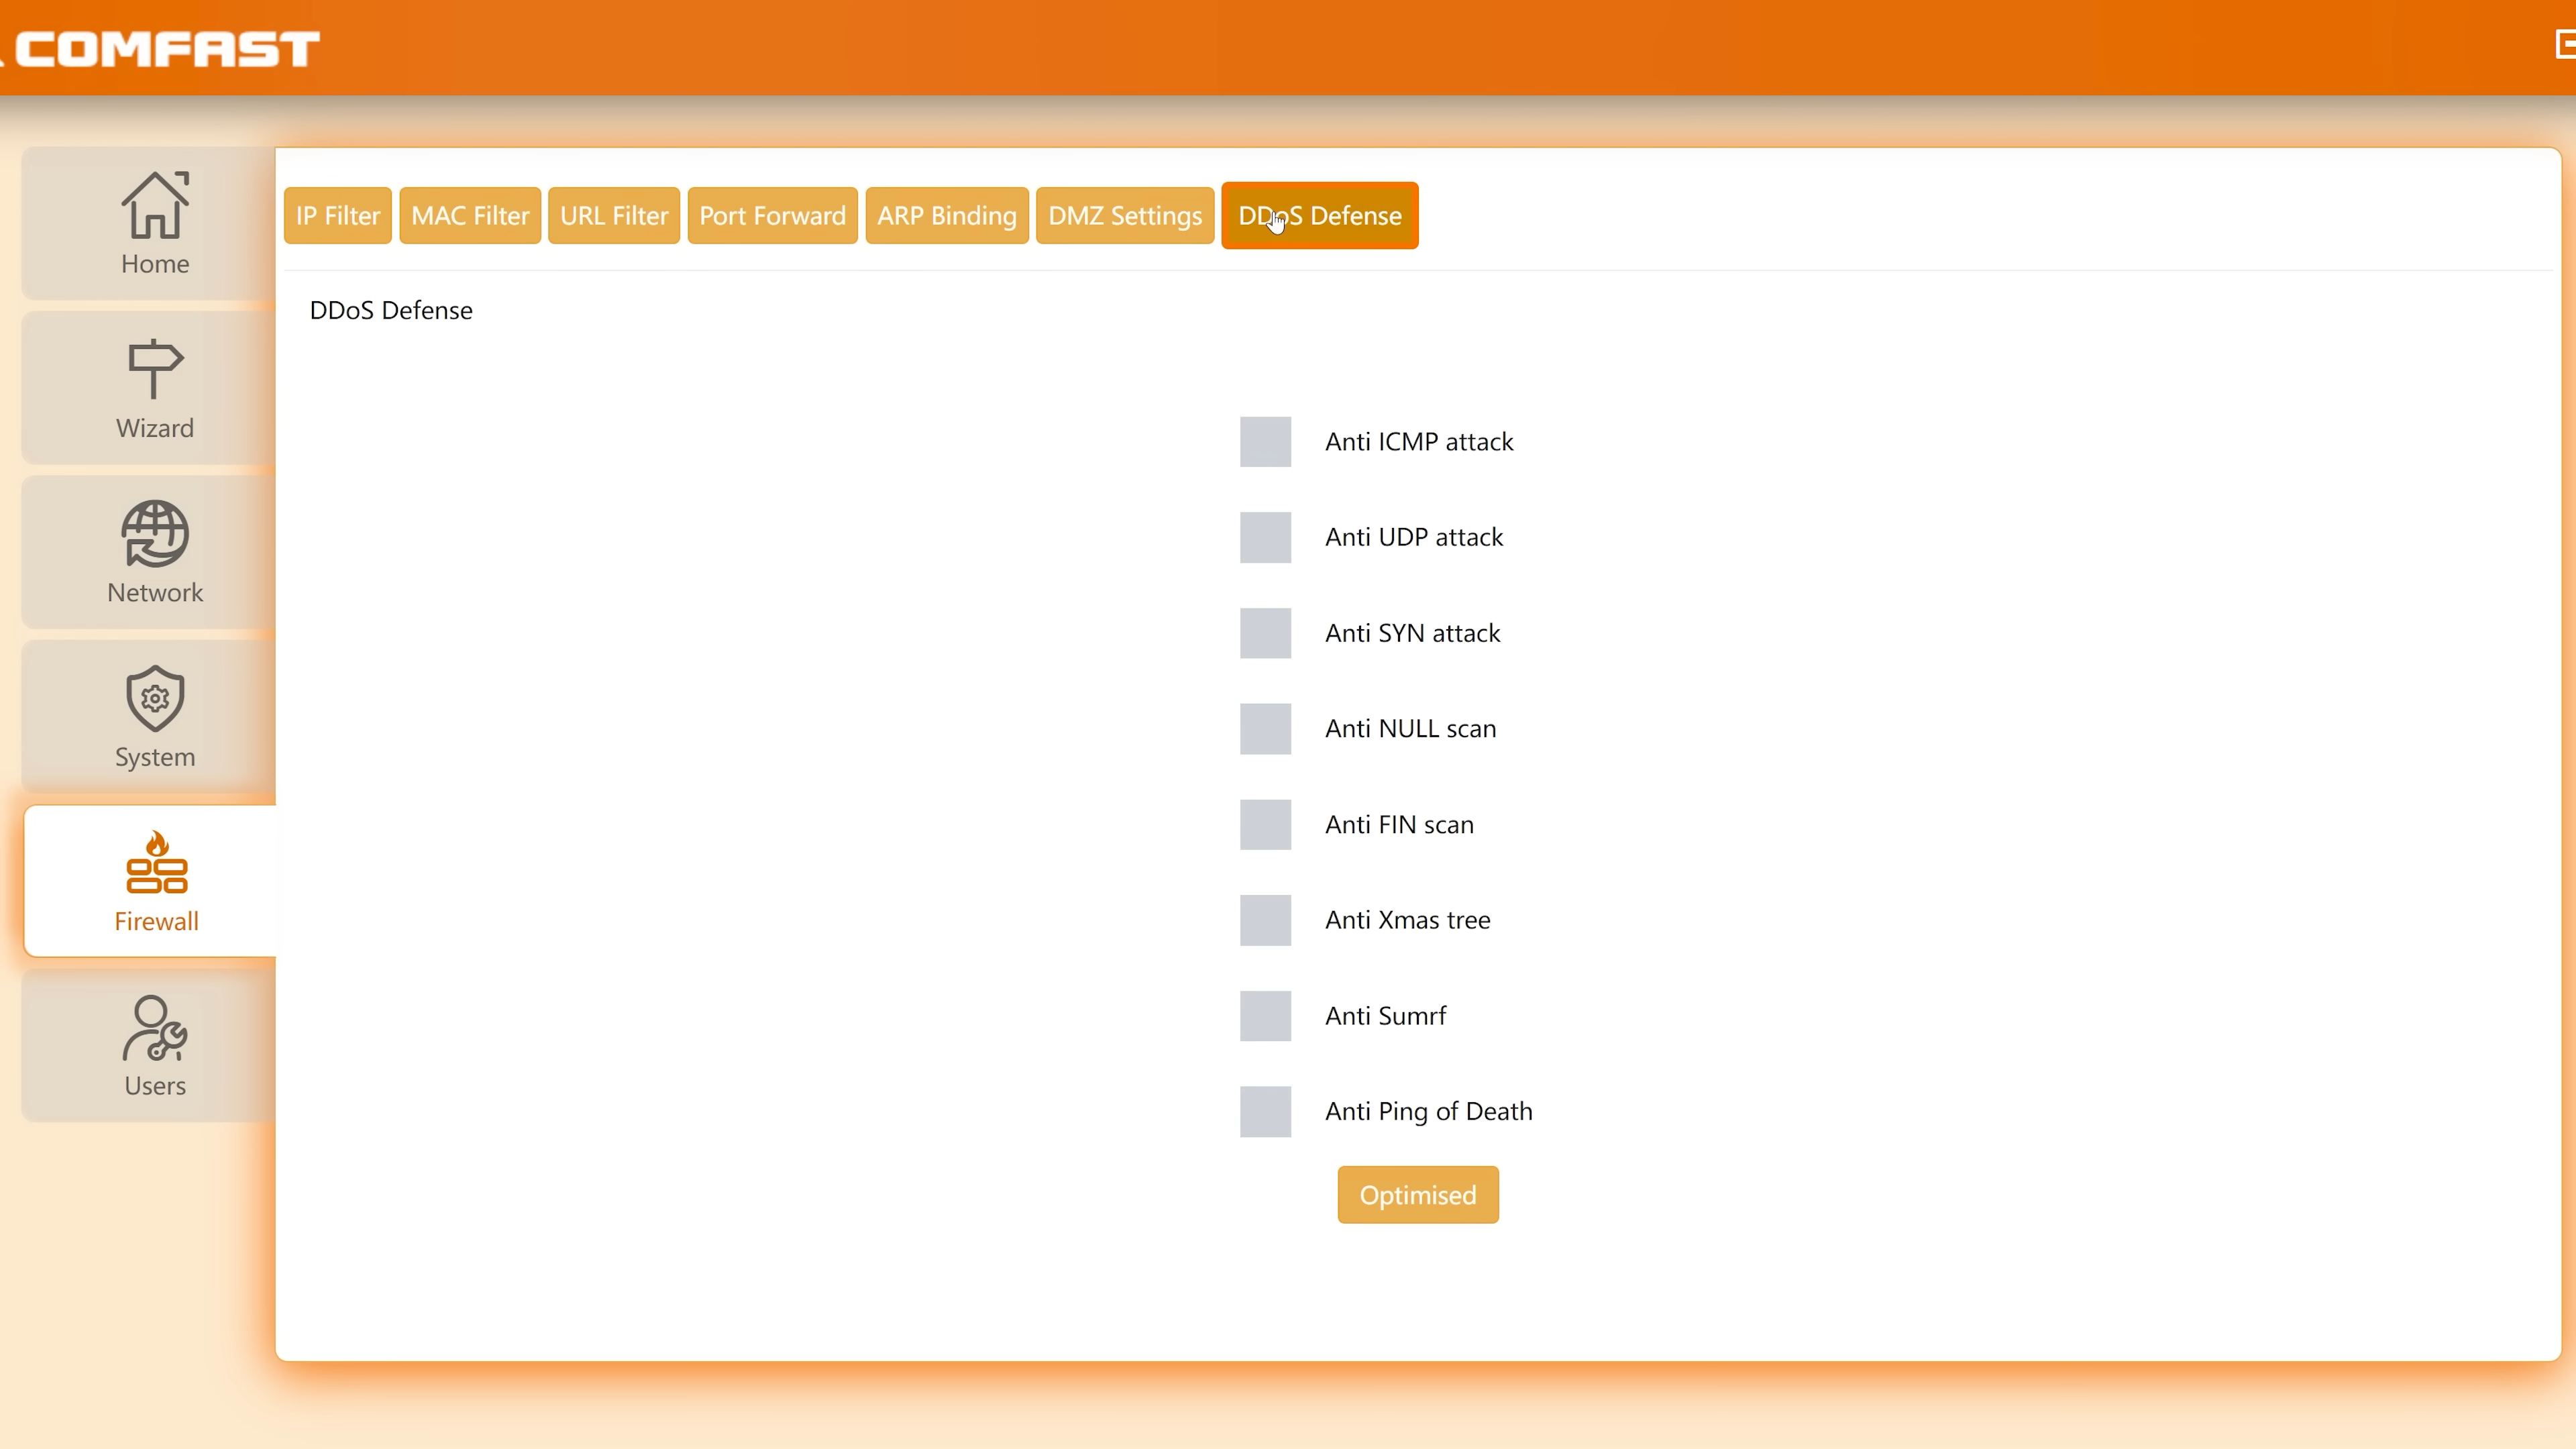 COMFAST
IP Filter MAC Filter URL Filter Port Forward ARP Binding DMZ Settings DDoS Defense
Home
DDoS Defense
Wizard
Network
System
Firewall
Users
Anti ICMP attack
Anti UDP attack
Anti SYN attack
Anti NULL scan
Anti FIN scan
Anti Xmas tree
Anti Sumrf
Anti Ping of Death
Optimised